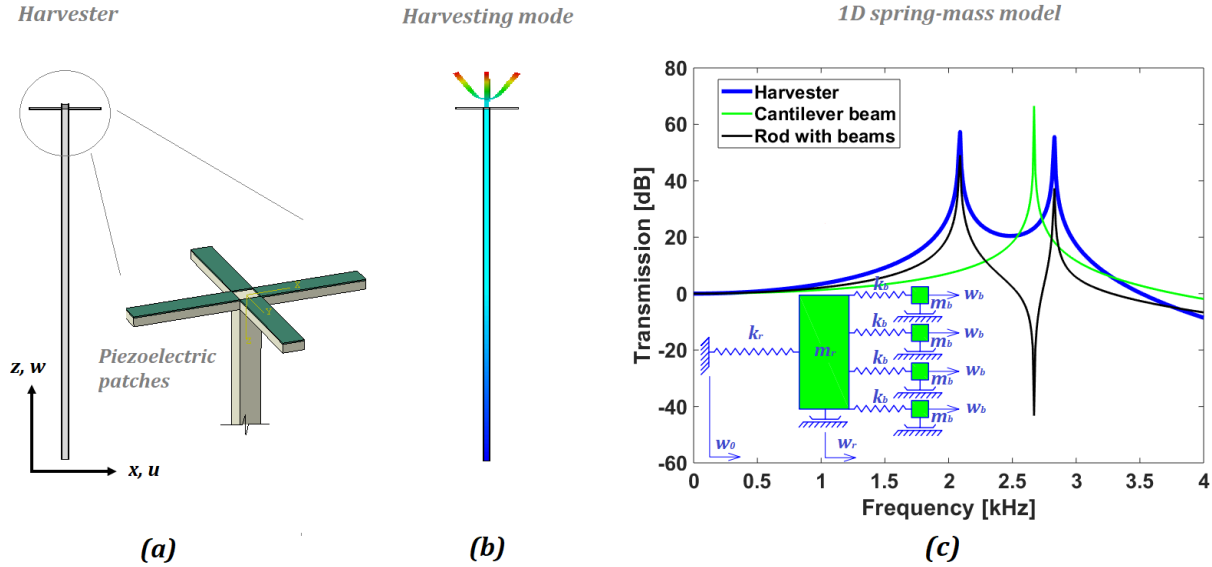 Harvester
Harvesting mode
1D spring-mass model
Piezoelectric
patches
z, w
x, u
(a)
(b)
80
60
40
20
0
-20
-40
-60
Transmission [dB]
Harvester
Cantilever beam
Rod with beams
k_b
w_b
m_b
k_r
k_b
w_b
m_r
m_b
k_b
w_b
m_b
k_b
w_b
m_b
w_0
w_r
0
0.5
1
1.5
2
2.5
3
3.5
4
Frequency [kHz]
(c)